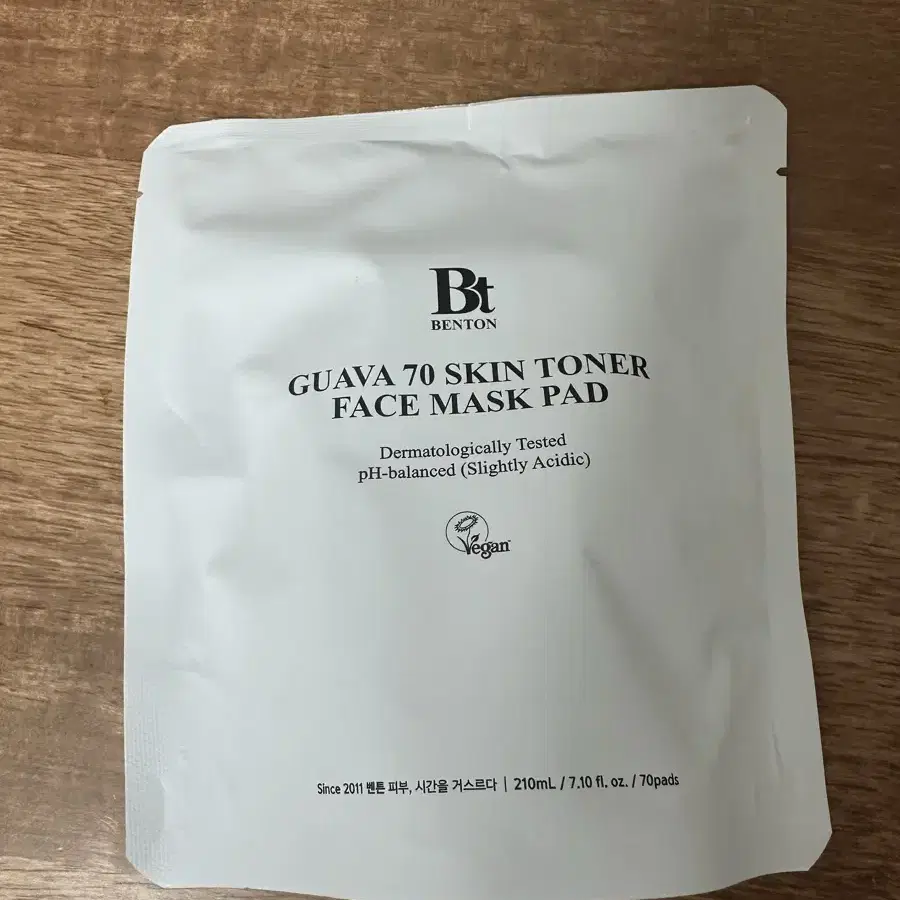 Bt
BENTON
GUAVA 70 SKIN TONER
FACE MASK PAD
Dermatologically Tested
pH-balanced (Slightly Acidic)
Vegan
Since 2011 벤튼 피부, 시간을 거스르다 | 210mL / 7.10 fl. oz. / 70pads